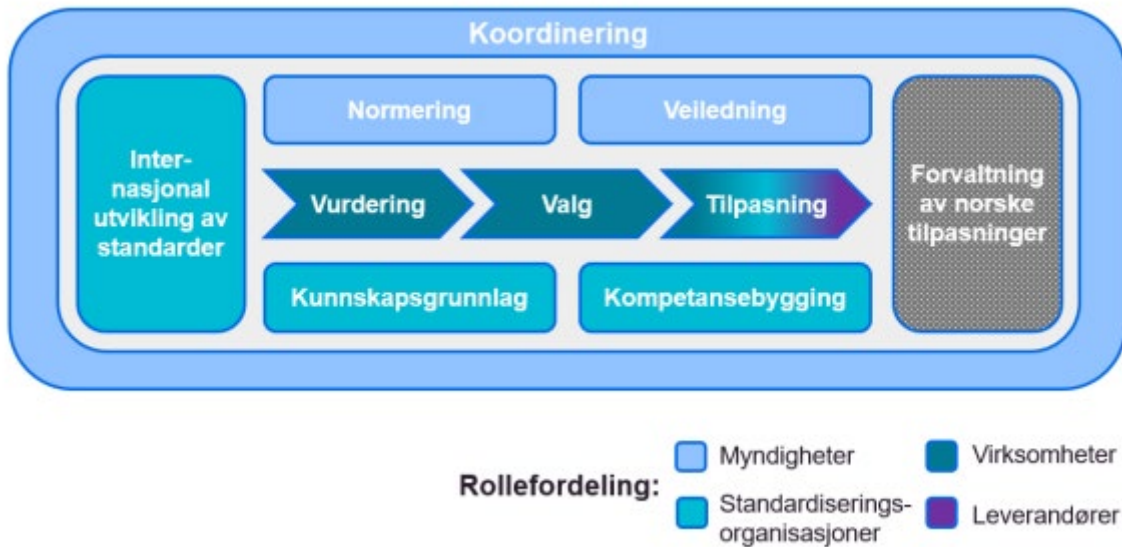 Koordinering
Inter-
nasjonal
utvikling av
standarder
Normering
Veiledning
Vurdering
Valg
Tilpasning
Kunnskapsgrunnlag
Kompetansebygging
Forvaltning
av norske
tilpasninger
Rollefordeling:
Myndigheter
Standardiserings-
organisasjoner
Virksomheter
Leverandører